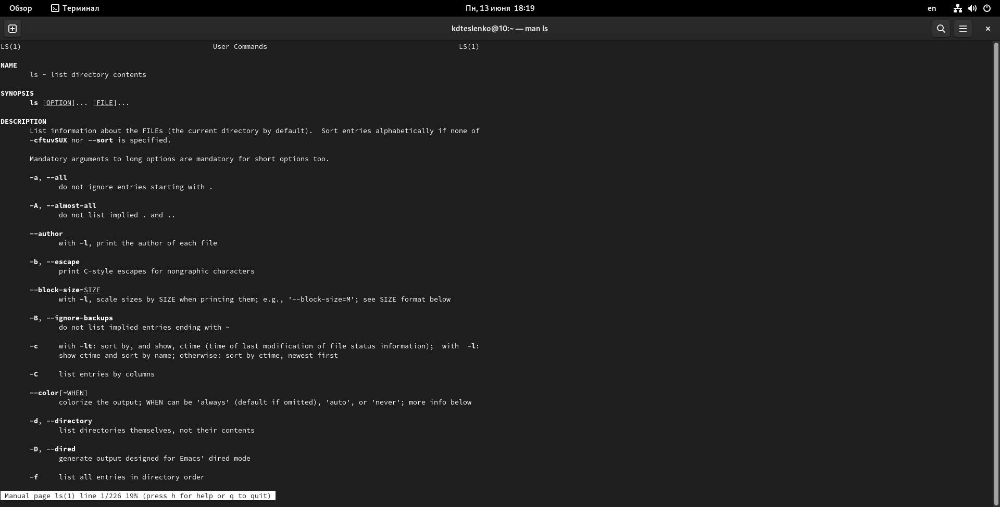 Обзор Терминал Пн, 13 июня 18:19 en
kdteslenko@10:~ — man ls
LS(1) User Commands LS(1)
NAME
ls - list directory contents
SYNOPSIS
ls [OPTION]... [FILE]...
DESCRIPTION
List information about the FILEs (the current directory by default). Sort entries alphabetically if none of
-cftuvSUX nor --sort is specified.
Mandatory arguments to long options are mandatory for short options too.
-a, --all
do not ignore entries starting with .
-A, --almost-all
do not list implied . and ..
--author
with -l, print the author of each file
-b, --escape
print C-style escapes for nongraphic characters
--block-size=SIZE
with -l, scale sizes by SIZE when printing them; e.g., '--block-size=M'; see SIZE format below
-B, --ignore-backups
do not list implied entries ending with ~
-c with -lt: sort by, and show, ctime (time of last modification of file status information); with -l:
show ctime and sort by name; otherwise: sort by ctime, newest first
-C list entries by columns
--color[=WHEN]
colorize the output; WHEN can be 'always' (default if omitted), 'auto', or 'never'; more info below
-d, --directory
list directories themselves, not their contents
-D, --dired
generate output designed for Emacs' dired mode
-f list all entries in directory order
Manual page ls(1) line 1/226 19% (press h for help or q to quit)